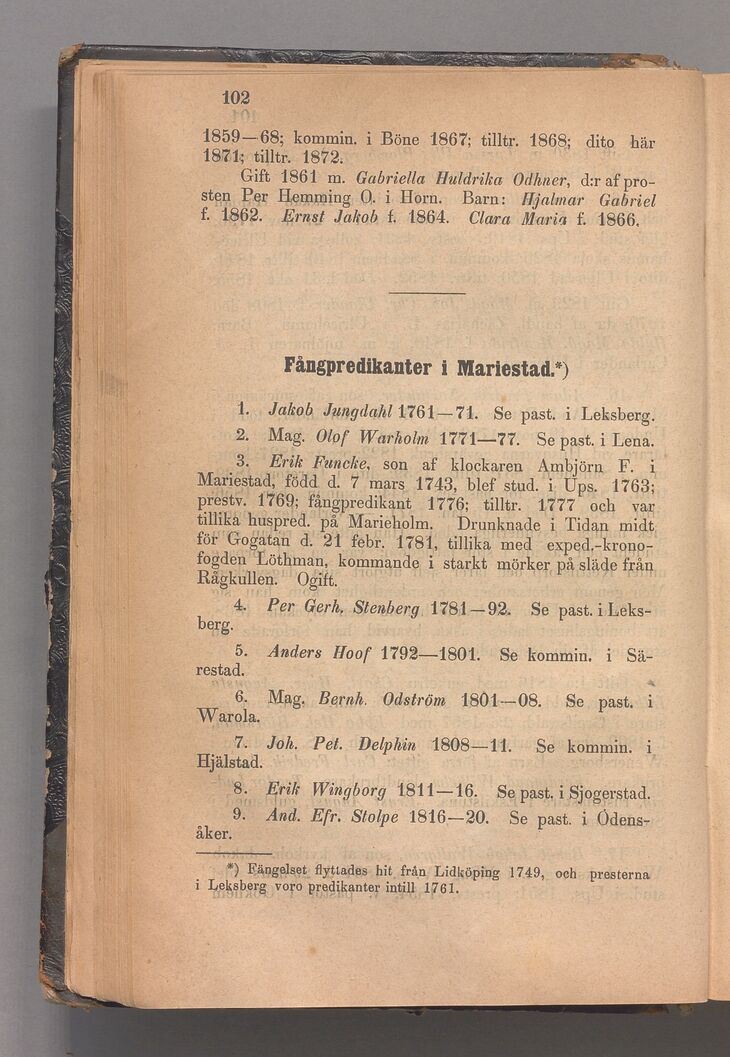 102
1859—68; kommin. i Böne 1867; tilltr. 1868; dito här
1871; tilltr. 1872.
Gift 1861 m. Gabriella Huldrika Odhner, d:r af pro-
sten Per Hemming O. i Horn. Barn: Hjalmar Gabriel
f. 1862. Ernst Jakob f. 1864. Clara Maria f. 1866.
Fångpredikanter i Mariestad.*)
1. Jakob Jungdahl 1761—71. Se past. i Leksberg.
2. Mag. Olof Warholm 1771—77. Se past. i Lena.
3. Erik Funcke, son af klockaren Ambjörn F. i
Mariestad, född d. 7 mars 1743, blef stud. i Ups. 1763;
prestv. 1769; fångpredikant 1776; tilltr. 1777 och var
tillika huspred. på Marieholm. Drunknade i Tidan midt
för Gogatan d. 21 febr. 1781, tillika med exped.-krono-
fogden Löthman, kommande i starkt mörker på släde från
Rågkullen. Ogift.
4. Per Gerh. Stenberg 1781—92. Se past. i Leks-
berg.
5. Anders Hoof 1792—1801. Se kommin. i Sä-
restad.
6. Mag. Bernh. Odström 1801—08. Se past. i
Warola.
7. Joh. Pet. Delphin 1808—11. Se kommin. i
Hjälstad.
8. Erik Wingborg 1811—16. Se past. i Sjogerstad.
9. And. Efr. Stolpe 1816—20. Se past. i Odens-
åker.
*) Fängelset flyttades hit från Lidköping 1749, och presterna
i Leksberg voro predikanter intill 1761.